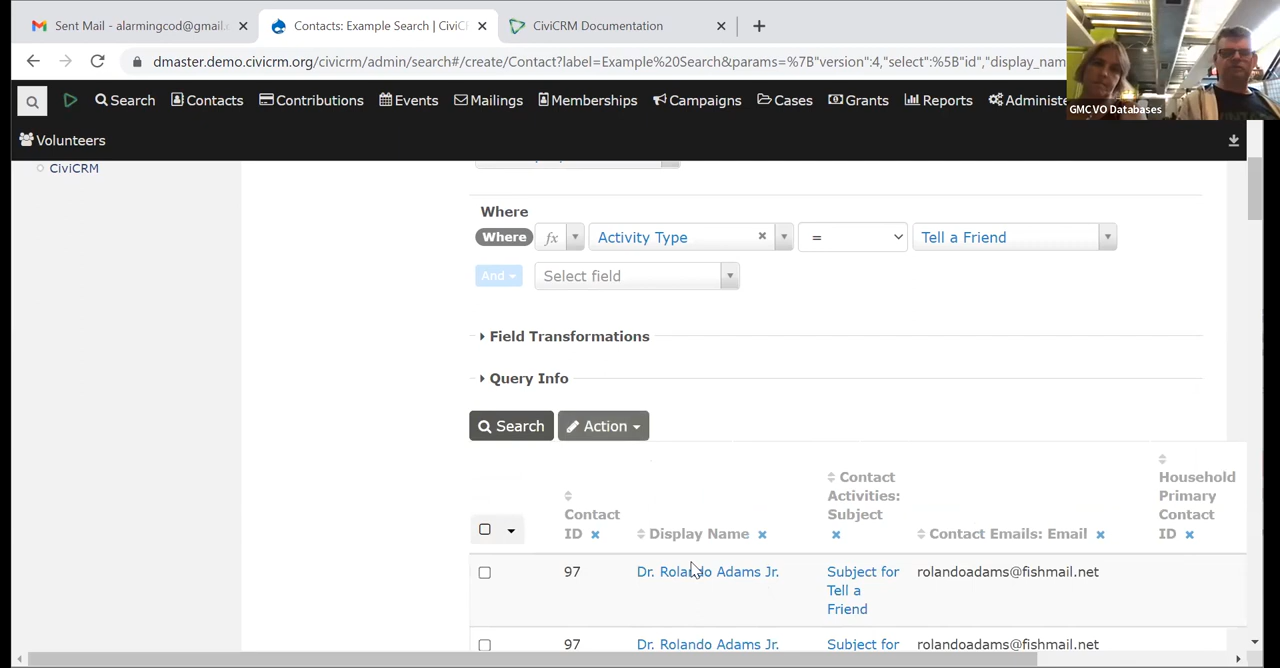 Sent Mail - alarmingcod@gmail.c
Contacts: Example Search | CiviCR
CiviCRM Documentation
dmaster.demo.civicrm.org/civicrm/admin/search#/create/Contact?label=Example%20Search&params=%7B"version":4,"select":%5B"id","display_nam
GMCVO Databases
Search Contacts Contributions Events Mailings Memberships Campaigns Cases Grants Reports Administe
Volunteers
CiviCRM
Where
Where fx Activity Type = Tell a Friend
And Select field
Field Transformations
Query Info
Search Action
Contact ID
Display Name
Contact Activities: Subject
Contact Emails: Email
Household Primary Contact ID
97 Dr. Rolando Adams Jr. Subject for Tell a Friend rolandoadams@fishmail.net
97 Dr. Rolando Adams Jr. Subject for rolandoadams@fishmail.net